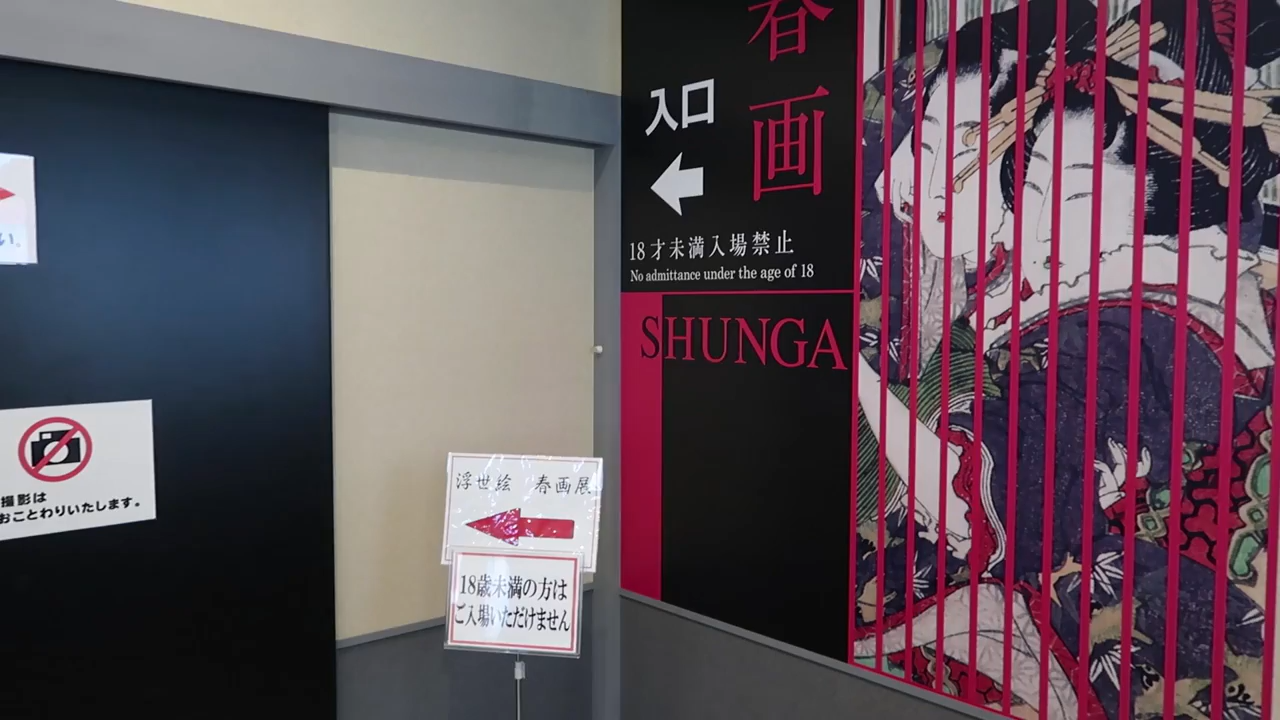 い。
撮影は
おことわりいたします。
浮世絵 春画展
18歳未満の方は
ご入場いただけません
春画
入口
18才未満入場禁止
No admittance under the age of 18
SHUNGA